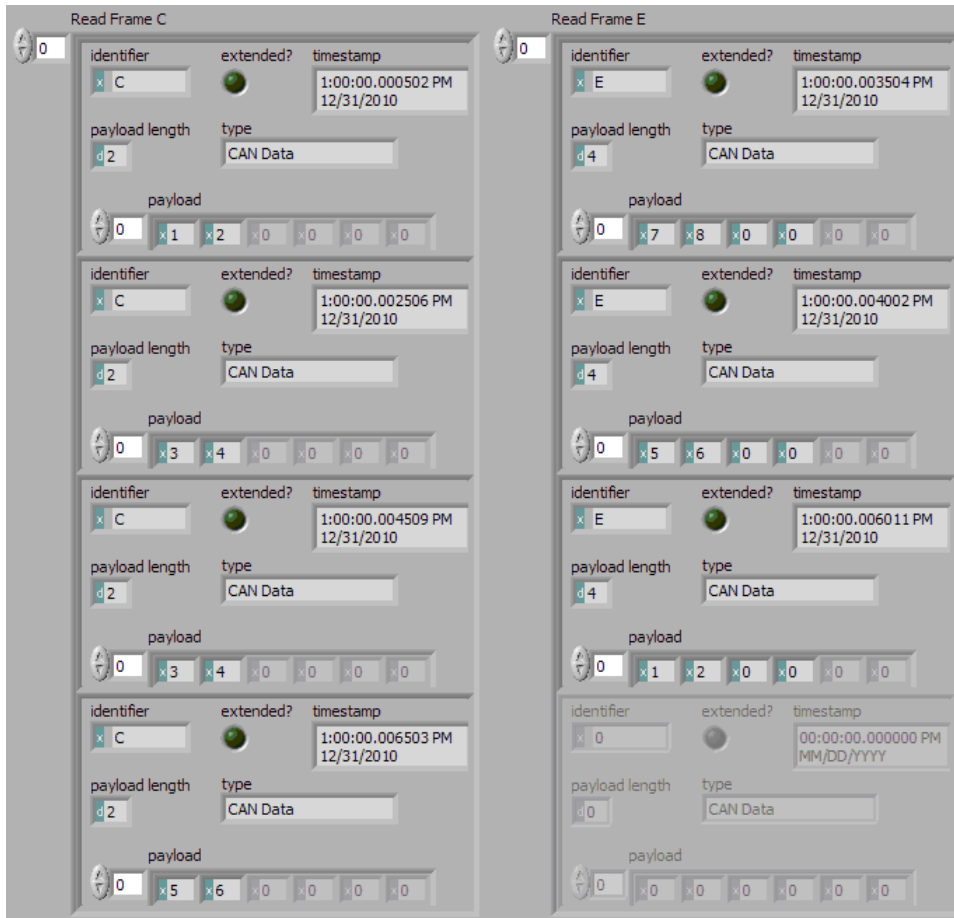 Read Frame C
0
identifier extended? timestamp
x C 1:00:00.000502 PM
12/31/2010
payload length type
d 2 CAN Data
payload
0 x 1 x 2 x 0 x 0 x 0 x 0
identifier extended? timestamp
x C 1:00:00.002506 PM
12/31/2010
payload length type
d 2 CAN Data
payload
0 x 3 x 4 x 0 x 0 x 0 x 0
identifier extended? timestamp
x C 1:00:00.004509 PM
12/31/2010
payload length type
d 2 CAN Data
payload
0 x 3 x 4 x 0 x 0 x 0 x 0
identifier extended? timestamp
x C 1:00:00.006503 PM
12/31/2010
payload length type
d 2 CAN Data
payload
0 x 5 x 6 x 0 x 0 x 0 x 0
Read Frame E
0
identifier extended? timestamp
x E 1:00:00.003504 PM
12/31/2010
payload length type
d 4 CAN Data
payload
0 x 7 x 8 x 0 x 0 x 0 x 0
identifier extended? timestamp
x E 1:00:00.004002 PM
12/31/2010
payload length type
d 4 CAN Data
payload
0 x 5 x 6 x 0 x 0 x 0 x 0
identifier extended? timestamp
x E 1:00:00.006011 PM
12/31/2010
payload length type
d 4 CAN Data
payload
0 x 1 x 2 x 0 x 0 x 0 x 0
identifier extended? timestamp
x 0 00:00:00.000000 PM
MM/DD/YYYY
payload length type
d 0 CAN Data
payload
0 x 0 x 0 x 0 x 0 x 0 x 0